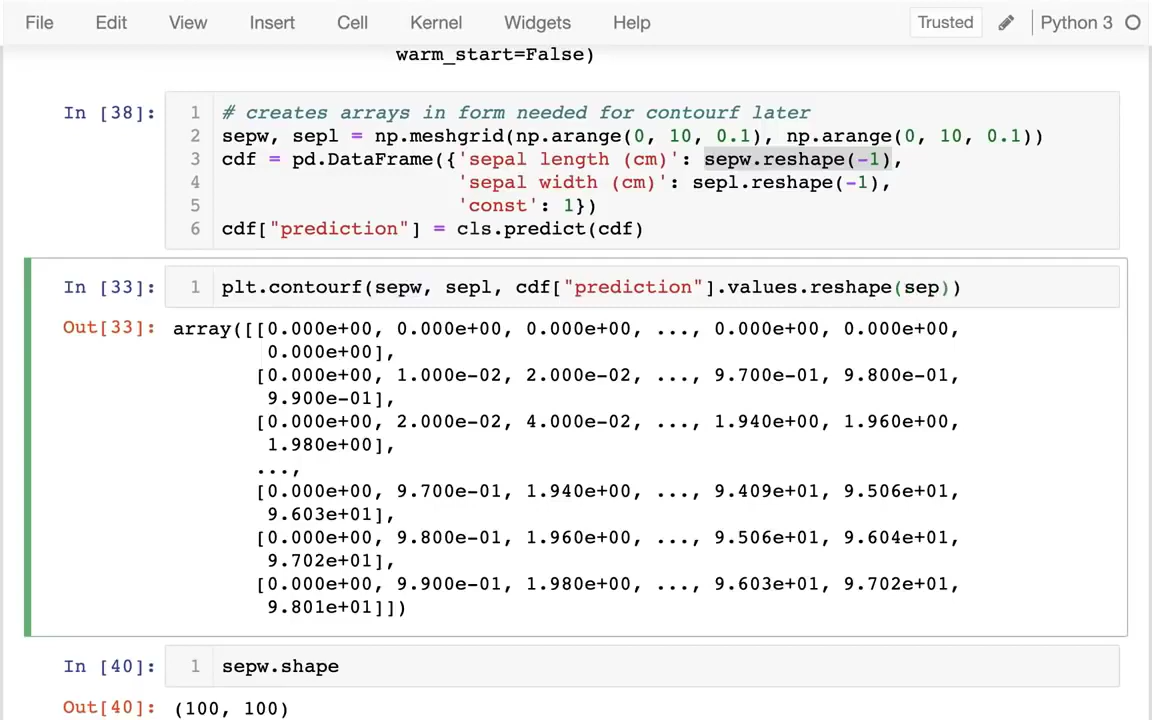 File Edit View Insert Cell Kernel Widgets Help Trusted Python 3
warm_start=False)
In [38]:
1 # creates arrays in form needed for contourf later
2 sepw, sepl = np.meshgrid(np.arange(0, 10, 0.1), np.arange(0, 10, 0.1))
3 cdf = pd.DataFrame({'sepal length (cm)': sepw.reshape(-1),
4 'sepal width (cm)': sepl.reshape(-1),
5 'const': 1})
6 cdf["prediction"] = cls.predict(cdf)
In [33]: 1 plt.contourf(sepw, sepl, cdf["prediction"].values.reshape(sep))
Out[33]: array([[0.000e+00, 0.000e+00, 0.000e+00, ..., 0.000e+00, 0.000e+00,
0.000e+00],
[0.000e+00, 1.000e-02, 2.000e-02, ..., 9.700e-01, 9.800e-01,
9.900e-01],
[0.000e+00, 2.000e-02, 4.000e-02, ..., 1.940e+00, 1.960e+00,
1.980e+00],
...,
[0.000e+00, 9.700e-01, 1.940e+00, ..., 9.409e+01, 9.506e+01,
9.603e+01],
[0.000e+00, 9.800e-01, 1.960e+00, ..., 9.506e+01, 9.604e+01,
9.702e+01],
[0.000e+00, 9.900e-01, 1.980e+00, ..., 9.603e+01, 9.702e+01,
9.801e+01]])
In [40]: 1 sepw.shape
Out[40]: (100, 100)